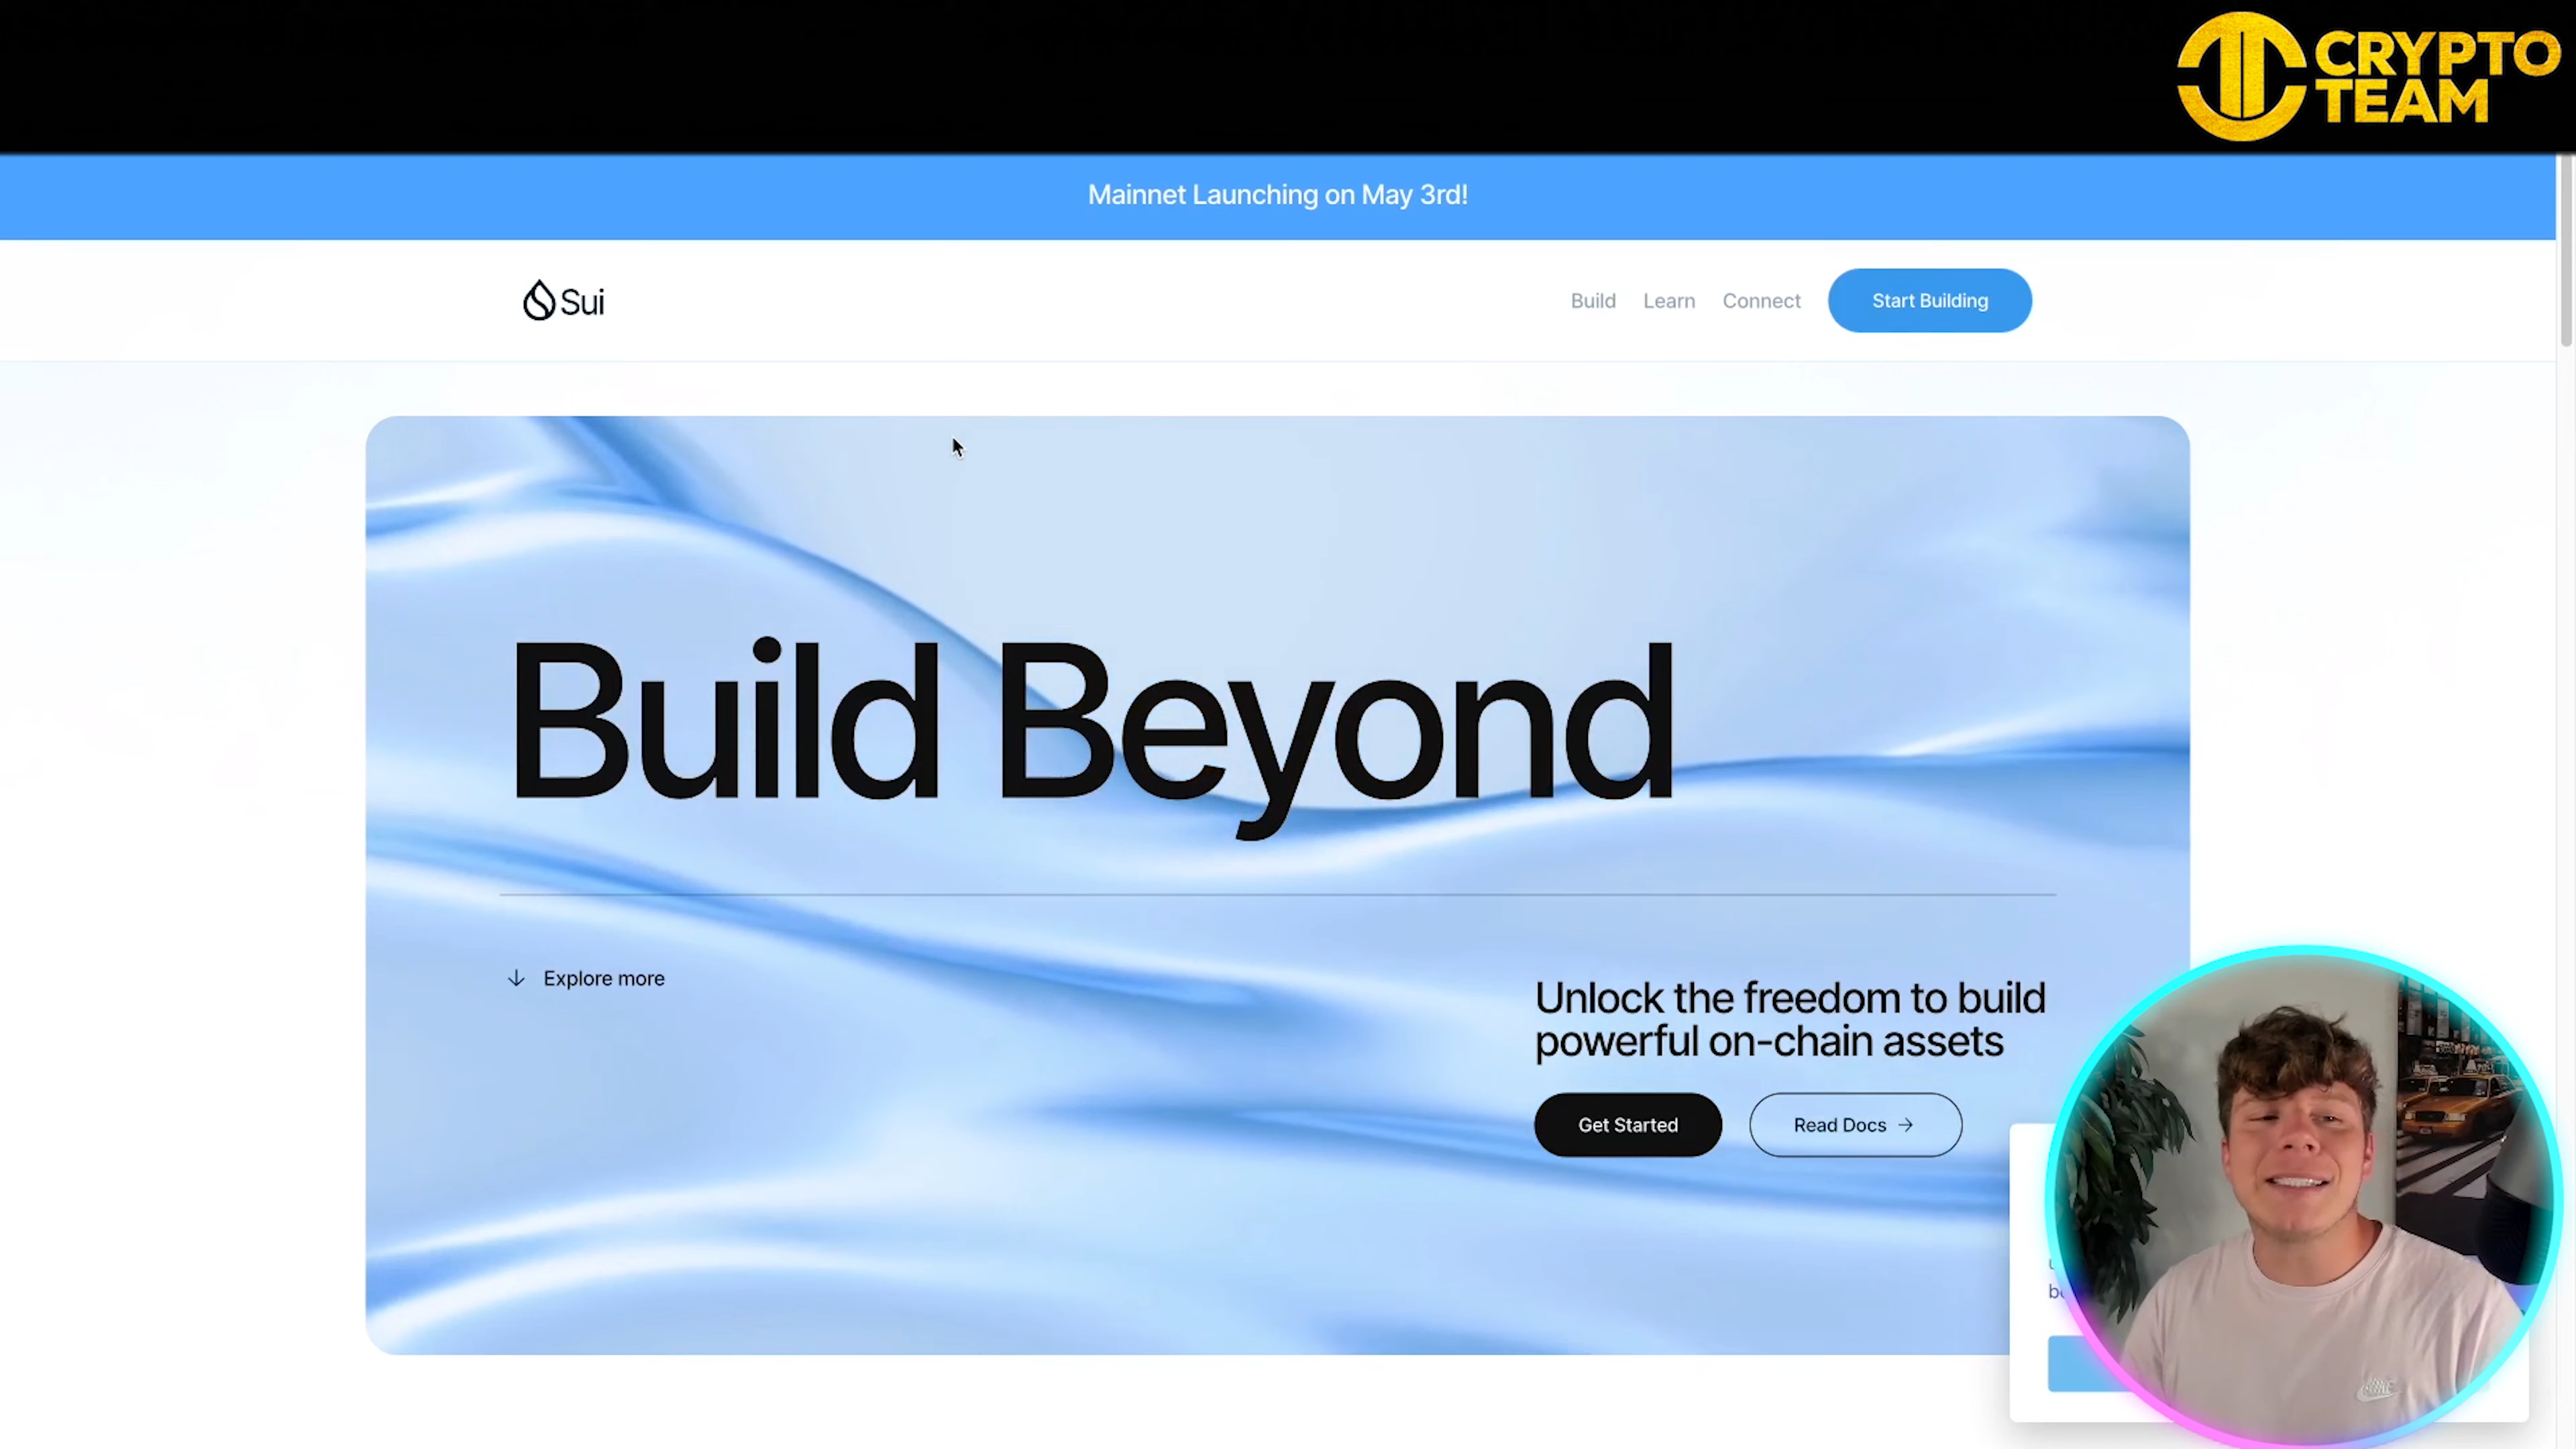 CRYPTO
TEAM
Mainnet Launching on May 3rd!
Sui
Build Learn Connect Start Building
Build Beyond
Explore more
Unlock the freedom to build
powerful on-chain assets
Get Started Read Docs →